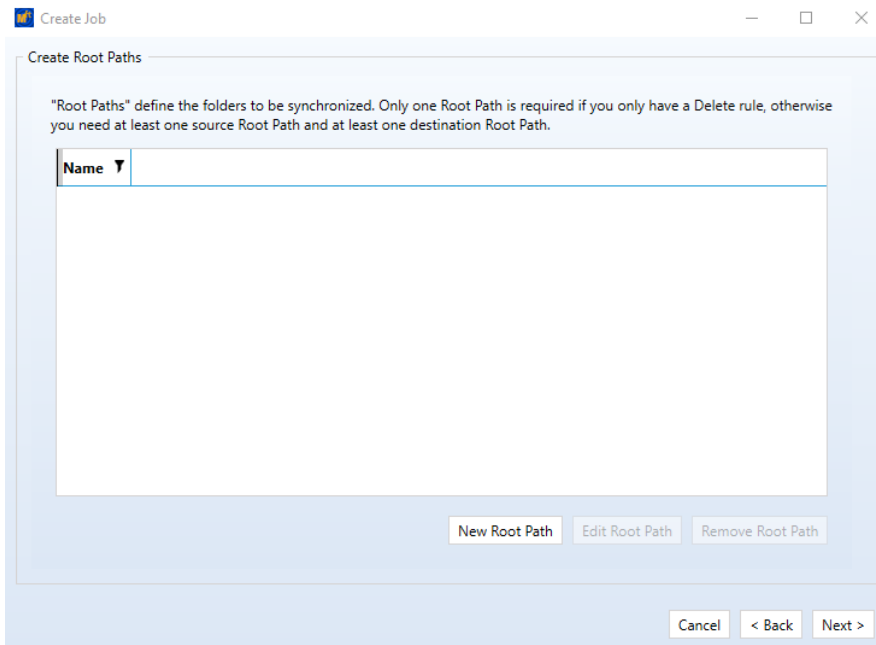 Create Job
Create Root Paths
"Root Paths" define the folders to be synchronized. Only one Root Path is required if you only have a Delete rule, otherwise
you need at least one source Root Path and at least one destination Root Path.
Name
New Root Path Edit Root Path Remove Root Path
Cancel < Back Next >